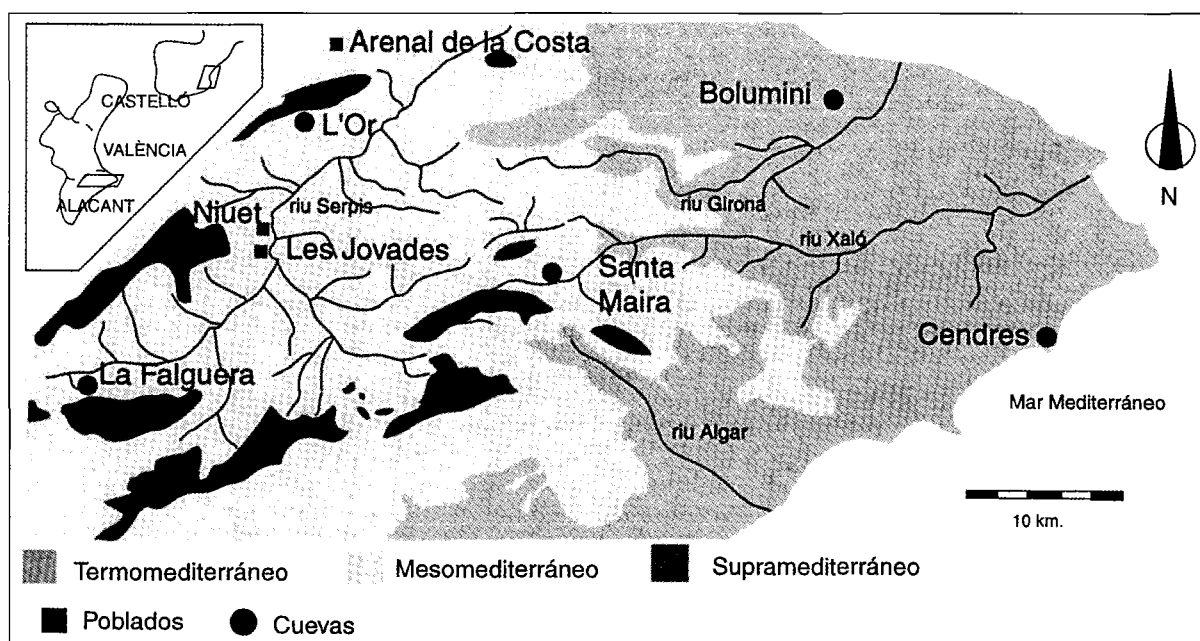 CASTELLÓ
VALÈNCIA
ALACANT
Arenal de la Costa
Bolumini
L'Or
N
Niuet
riu Serpis
riu Girona
Les Jovades
riu Xaló
Santa
Maira
Cendres
La Falguera
Mar Mediterráneo
riu Algar
10 km.
Termomediterráneo
Mesomediterráneo
Supramediterráneo
Poblados
Cuevas